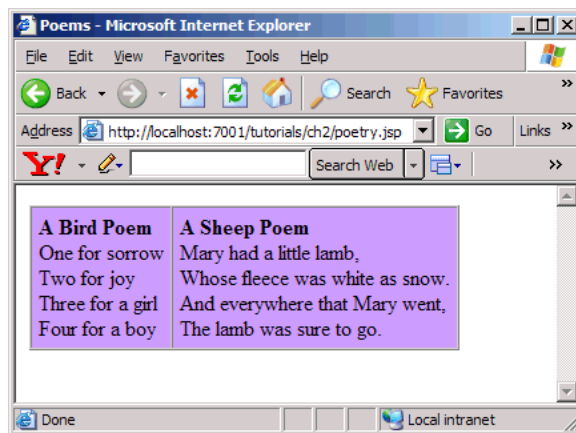 Poems - Microsoft Internet Explorer
File Edit View Favorites Tools Help
Back Search Favorites »
Address http://localhost:7001/tutorials/ch2/poetry.jsp Go Links »
Y! Search Web »
A Bird Poem
One for sorrow
Two for joy
Three for a girl
Four for a boy
A Sheep Poem
Mary had a little lamb,
Whose fleece was white as snow.
And everywhere that Mary went,
The lamb was sure to go.
Done Local intranet